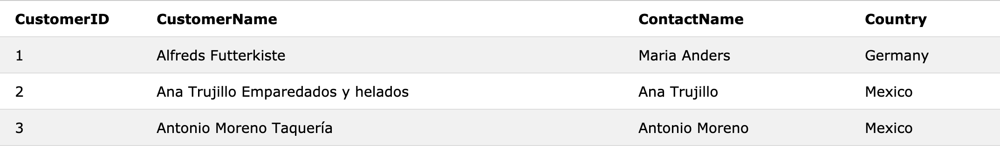 CustomerID CustomerName ContactName Country
1 Alfreds Futterkiste Maria Anders Germany
2 Ana Trujillo Emparedados y helados Ana Trujillo Mexico
3 Antonio Moreno Taquería Antonio Moreno Mexico